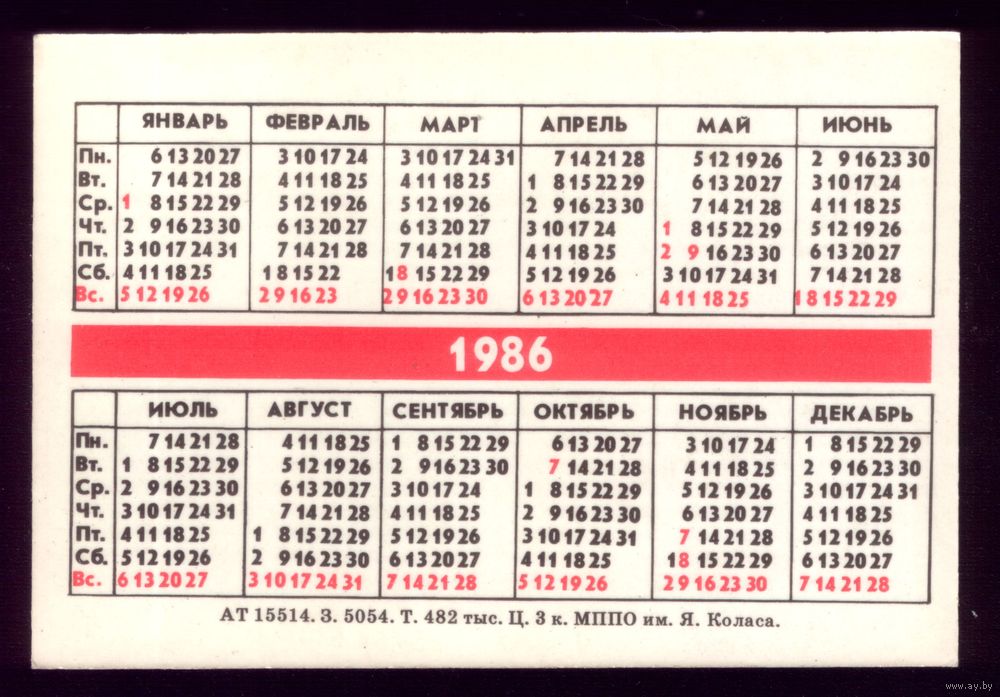 ЯНВАРЬ ФЕВРАЛЬ МАРТ АПРЕЛЬ МАЙ ИЮНЬ
Пн. 6 13 20 27 3 10 17 24 3 10 17 24 31 7 14 21 28 5 12 19 26 2 9 16 23 30
Вт. 7 14 21 28 4 11 18 25 4 11 18 25 1 8 15 22 29 6 13 20 27 3 10 17 24
Ср. 1 8 15 22 29 5 12 19 26 5 12 19 26 2 9 16 23 30 7 14 21 28 4 11 18 25
Чт. 2 9 16 23 30 6 13 20 27 6 13 20 27 3 10 17 24 1 8 15 22 29 5 12 19 26
Пт. 3 10 17 24 31 7 14 21 28 7 14 21 28 4 11 18 25 2 9 16 23 30 6 13 20 27
Сб. 4 11 18 25 1 8 15 22 1 8 15 22 29 5 12 19 26 3 10 17 24 31 7 14 21 28
Вс. 5 12 19 26 2 9 16 23 2 9 16 23 30 6 13 20 27 4 11 18 25 1 8 15 22 29
1986
ИЮЛЬ АВГУСТ СЕНТЯБРЬ ОКТЯБРЬ НОЯБРЬ ДЕКАБРЬ
Пн. 7 14 21 28 4 11 18 25 1 8 15 22 29 6 13 20 27 3 10 17 24 1 8 15 22 29
Вт. 1 8 15 22 29 5 12 19 26 2 9 16 23 30 7 14 21 28 4 11 18 25 2 9 16 23 30
Ср. 2 9 16 23 30 6 13 20 27 3 10 17 24 1 8 15 22 29 5 12 19 26 3 10 17 24 31
Чт. 3 10 17 24 31 7 14 21 28 4 11 18 25 2 9 16 23 30 6 13 20 27 4 11 18 25
Пт. 4 11 18 25 1 8 15 22 29 5 12 19 26 3 10 17 24 31 7 14 21 28 5 12 19 26
Сб. 5 12 19 26 2 9 16 23 30 6 13 20 27 4 11 18 25 1 8 15 22 29 6 13 20 27
Вс. 6 13 20 27 3 10 17 24 31 7 14 21 28 5 12 19 26 2 9 16 23 30 7 14 21 28
АТ 15514. З. 5054. Т. 482 тыс. Ц. 3 к. МППО им. Я. Коласа.
www.ay.by